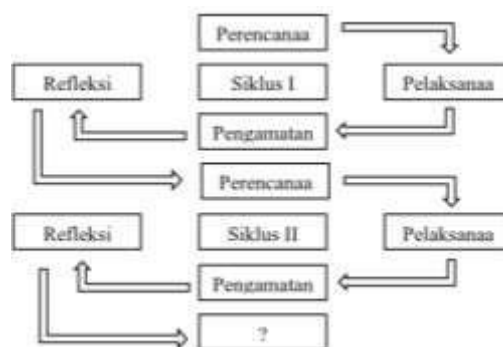 Perencanaa
Refleksi
Siklus I
Pelaksanaa
Pengamatan
Perencanaa
Refleksi
Siklus II
Pelaksanaa
Pengamatan
?